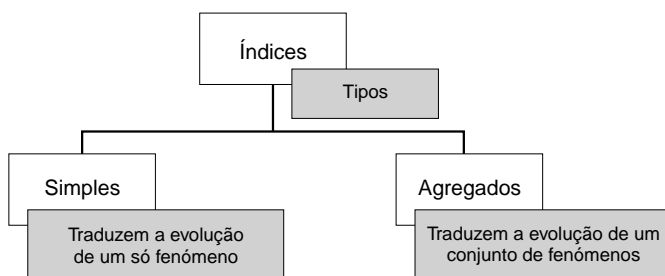 Índices
Tipos
Simples
Traduzem a evolução
de um só fenómeno
Agregados
Traduzem a evolução de um
conjunto de fenómenos